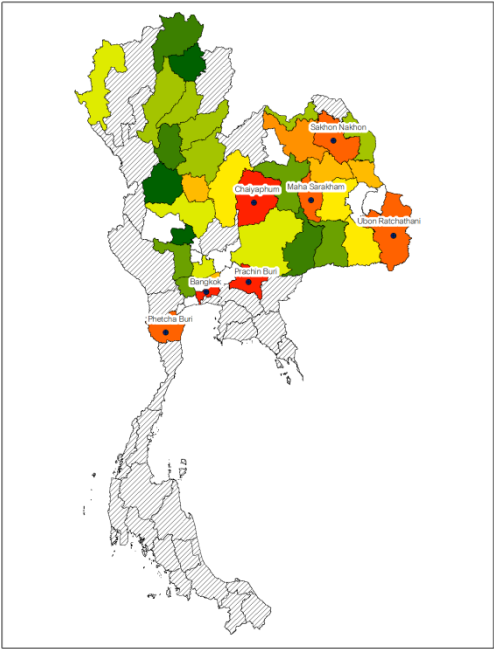 Sakhon Nakhon
Chaiyaphum
Maha Sarakham
Ubon Ratchathani
Prachin Buri
Bangkok
Phetcha Buri